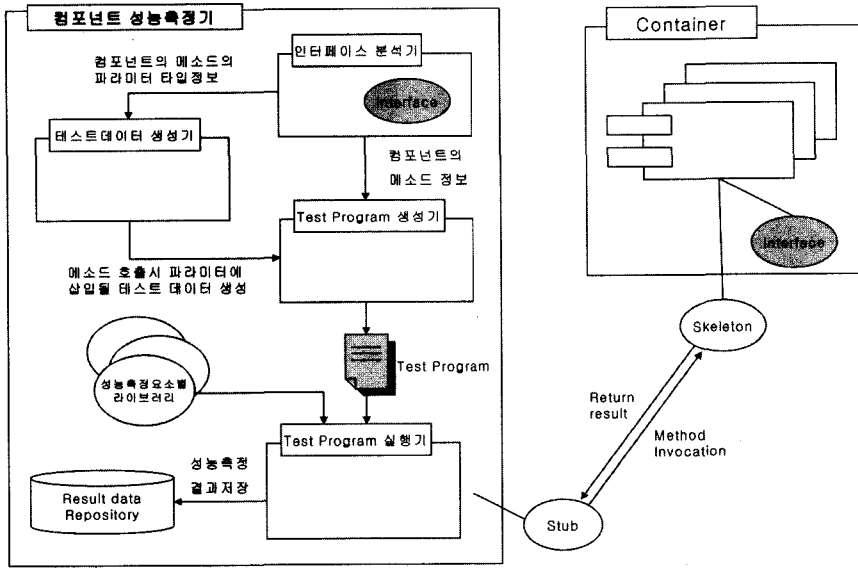 컴포넌트 성능측정기
인터페이스 분석기
Interface
컴포넌트의 메소드의
파라미터 타입정보
테스트데이터 생성기
컴포넌트의
메소드 정보
Test Program 생성기
메소드 호출시 파라미터에
삽입될 테스트 데이터 생성
Test Program
성능측정요소별
라이브러리
Test Program 실행기
성능측정
결과저장
Result data
Repository
Container
Interface
Skeleton
Return
result
Method
Invocation
Stub